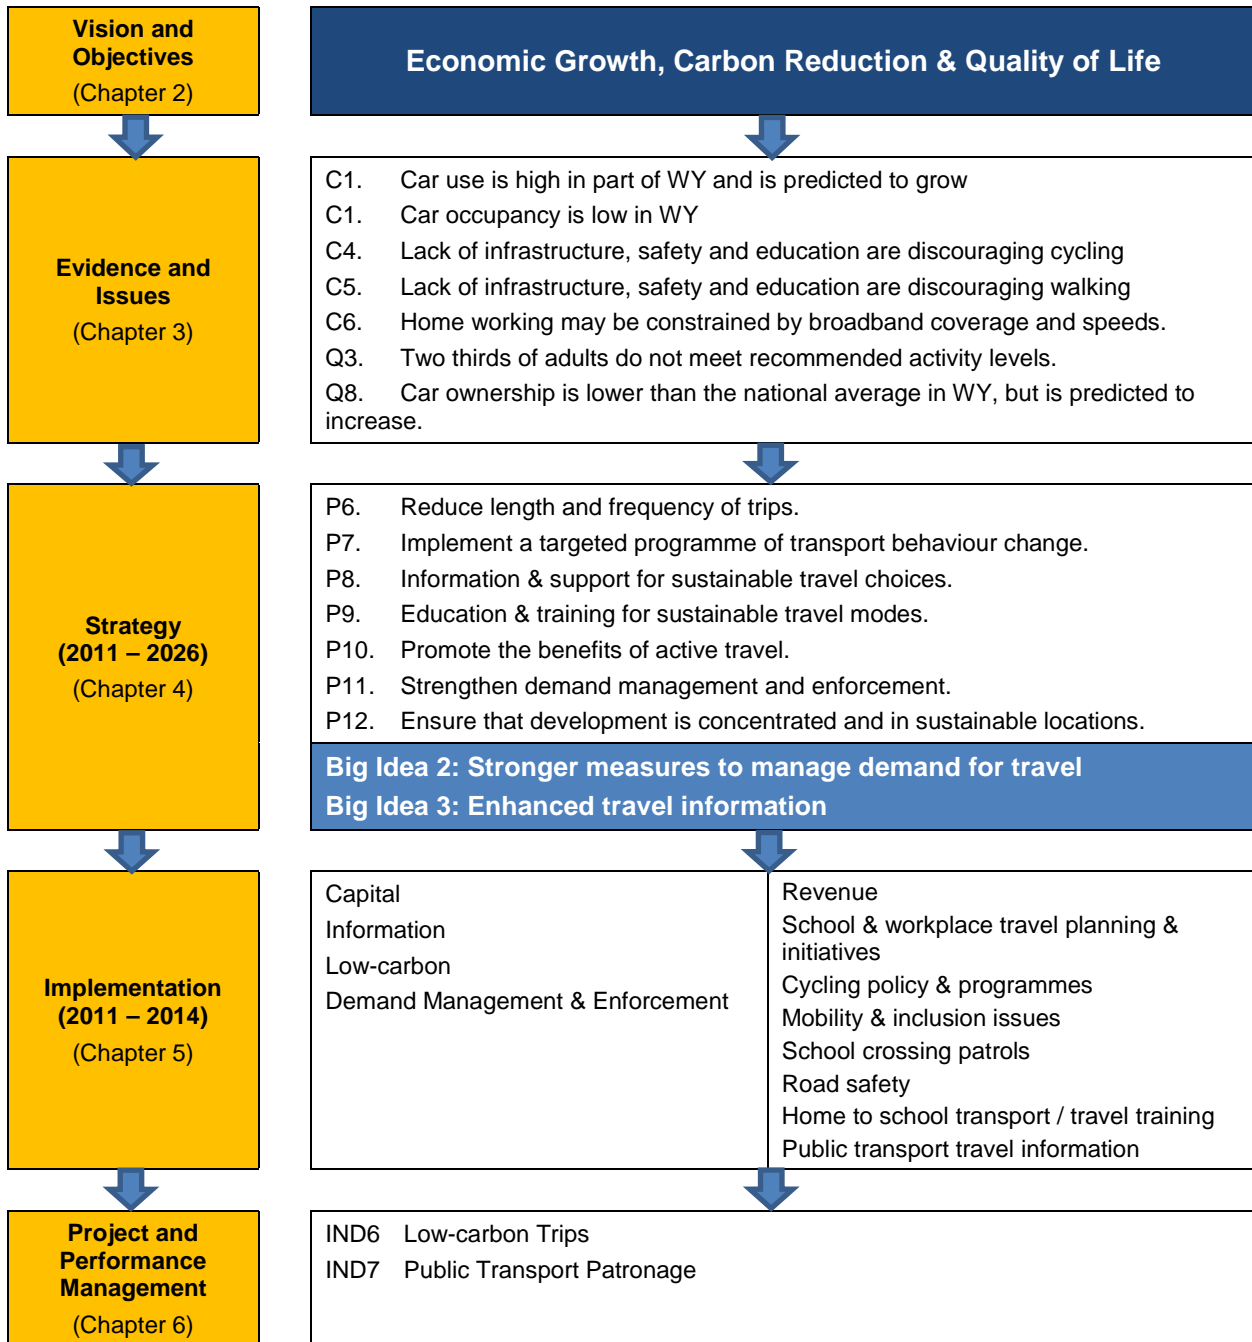 Vision and
Objectives
(Chapter 2)
Economic Growth, Carbon Reduction & Quality of Life
Evidence and
Issues
(Chapter 3)
C1. Car use is high in part of WY and is predicted to grow
C1. Car occupancy is low in WY
C4. Lack of infrastructure, safety and education are discouraging cycling
C5. Lack of infrastructure, safety and education are discouraging walking
C6. Home working may be constrained by broadband coverage and speeds.
Q3. Two thirds of adults do not meet recommended activity levels.
Q8. Car ownership is lower than the national average in WY, but is predicted to
increase.
Strategy
(2011 – 2026)
(Chapter 4)
P6. Reduce length and frequency of trips.
P7. Implement a targeted programme of transport behaviour change.
P8. Information & support for sustainable travel choices.
P9. Education & training for sustainable travel modes.
P10. Promote the benefits of active travel.
P11. Strengthen demand management and enforcement.
P12. Ensure that development is concentrated and in sustainable locations.
Big Idea 2: Stronger measures to manage demand for travel
Big Idea 3: Enhanced travel information
Implementation
(2011 – 2014)
(Chapter 5)
Capital
Information
Low-carbon
Demand Management & Enforcement
Revenue
School & workplace travel planning &
initiatives
Cycling policy & programmes
Mobility & inclusion issues
School crossing patrols
Road safety
Home to school transport / travel training
Public transport travel information
Project and
Performance
Management
(Chapter 6)
IND6 Low-carbon Trips
IND7 Public Transport Patronage